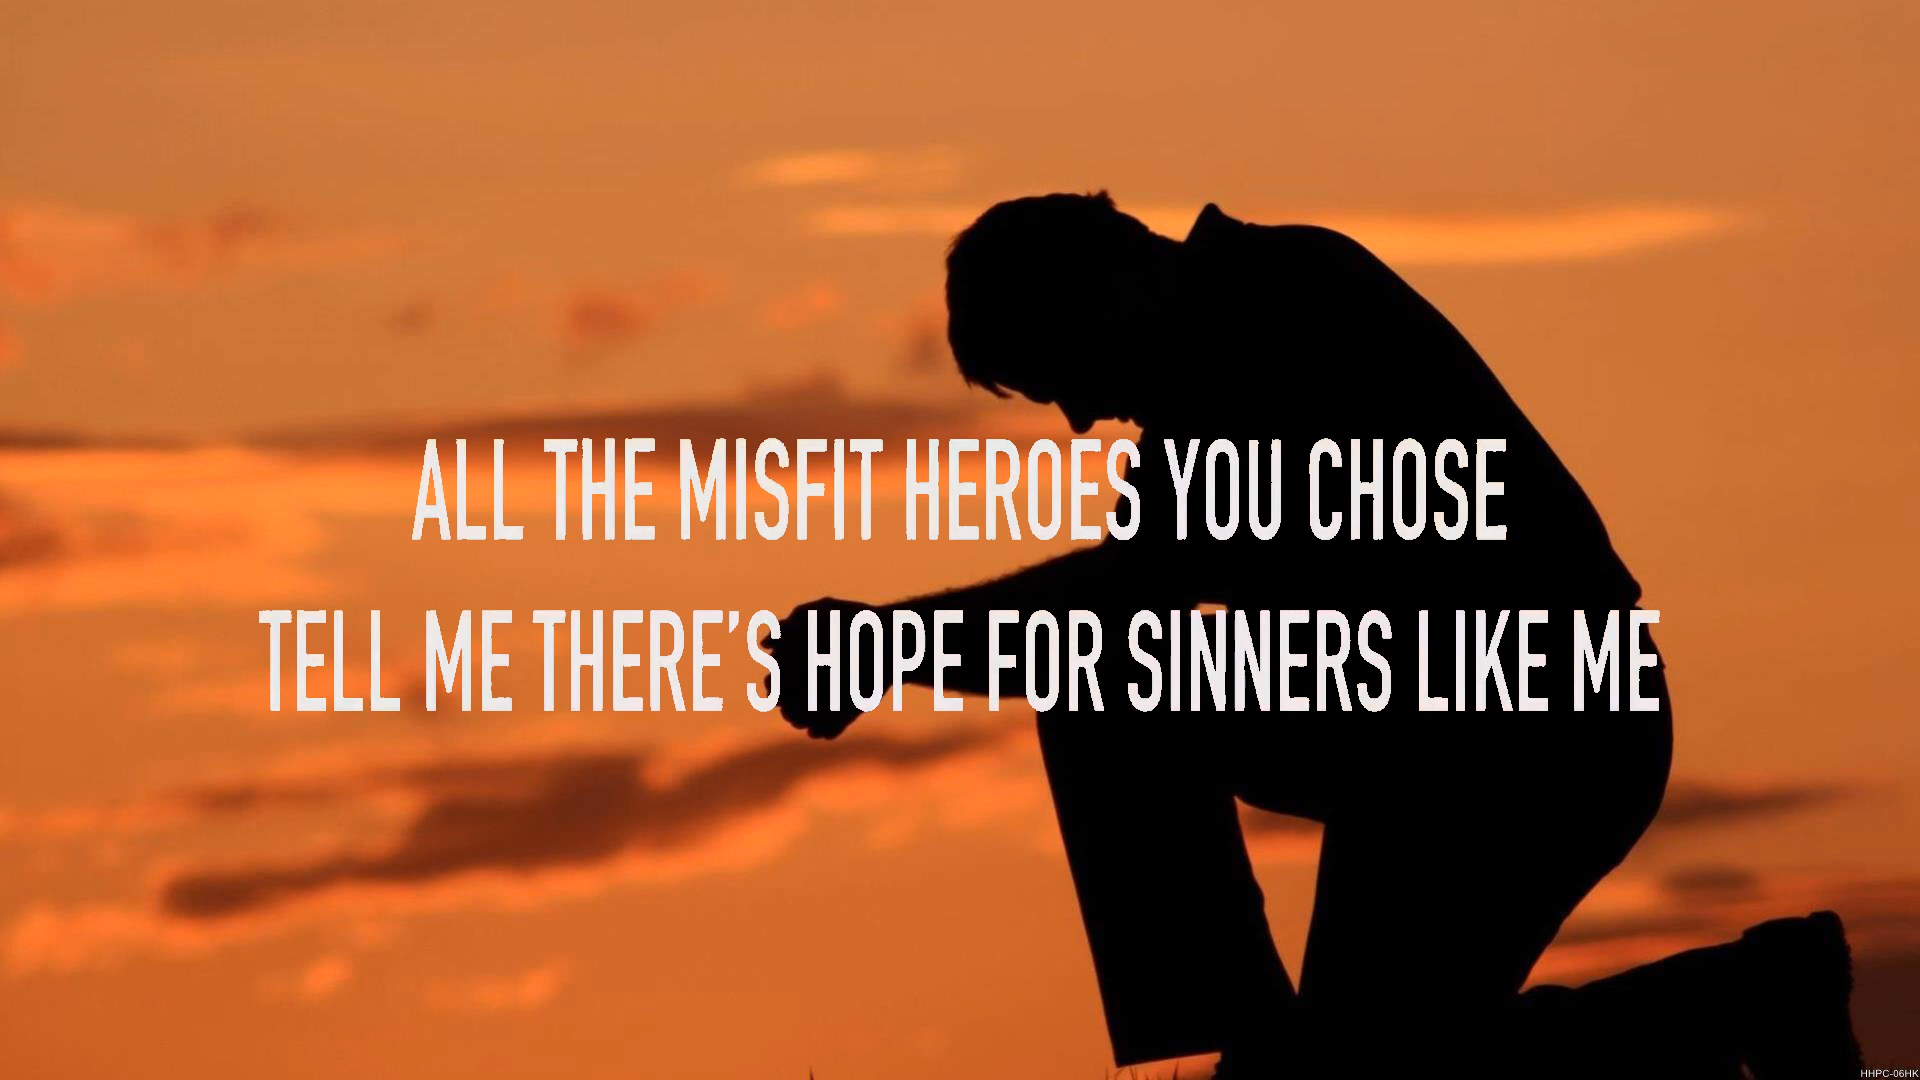 ALL THE MISFIT HEROES YOU CHOSE
TELL ME THERE'S HOPE FOR SINNERS LIKE ME
HHPC-06HK